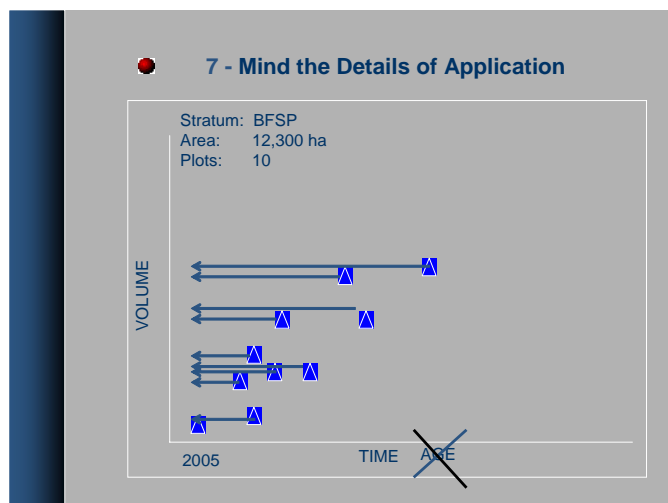 7 - Mind the Details of Application
Stratum: BFSP
Area: 12,300 ha
Plots: 10
VOLUME
2005 TIME AGE